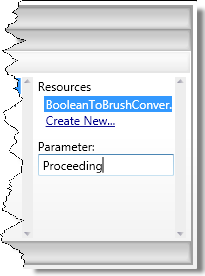 Resources
BooleanToBrushConver...
Create New...
Parameter:
Proceeding